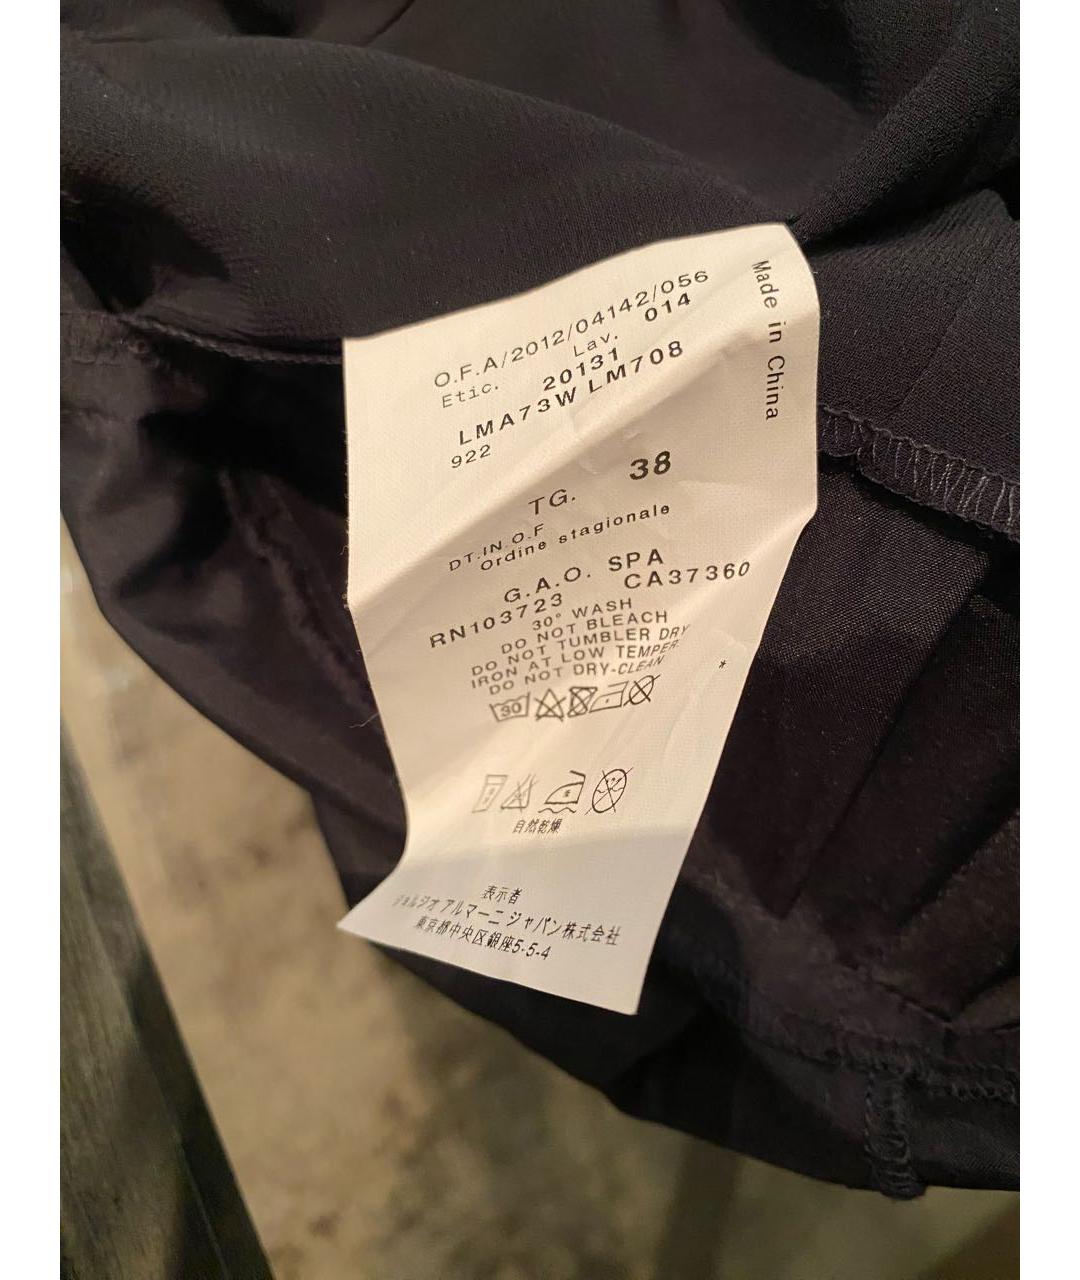 O.F.A/2012/04142/056
Etic. Lav. 014
20131
LMA73W LM708
922
TG. 38
DT.IN.O.F
Ordine stagionale
G.A.O. SPA
RN103723 CA37360
30° WASH
DO NOT BLEACH
DO NOT TUMBLER DRY
IRON AT LOW TEMPER.
DO NOT DRY-CLEAN
*
30
自然乾燥
表示者
ジョルジオ アルマーニ ジャパン株式会社
東京都中央区銀座5-5-4
Made in China